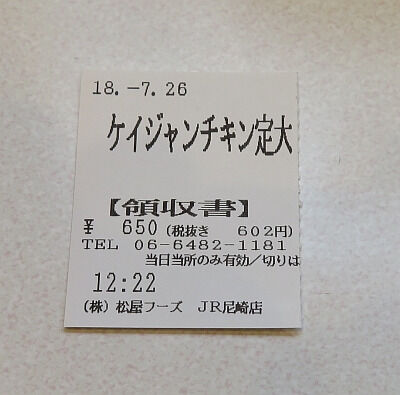 18.-7.26
ケイジャンチキン定大
【領収書】
¥ 650(税抜き 602円)
TEL 06-6482-1181
当日当所のみ有効/切りは
12:22
(株)松屋フーズ JR尼崎店